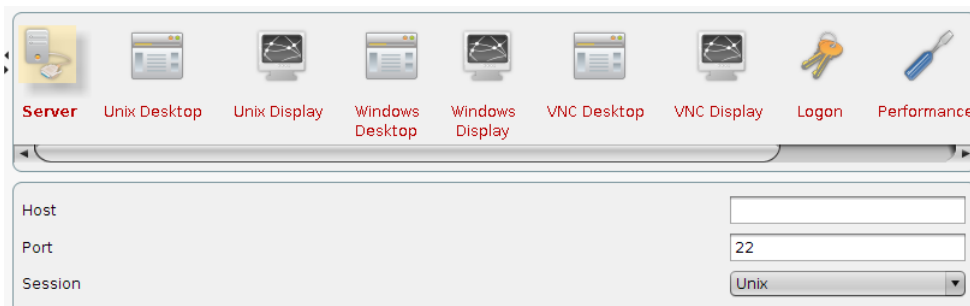 Server Unix Desktop Unix Display Windows Desktop Windows Display VNC Desktop VNC Display Logon Performance
Host
Port 22
Session Unix